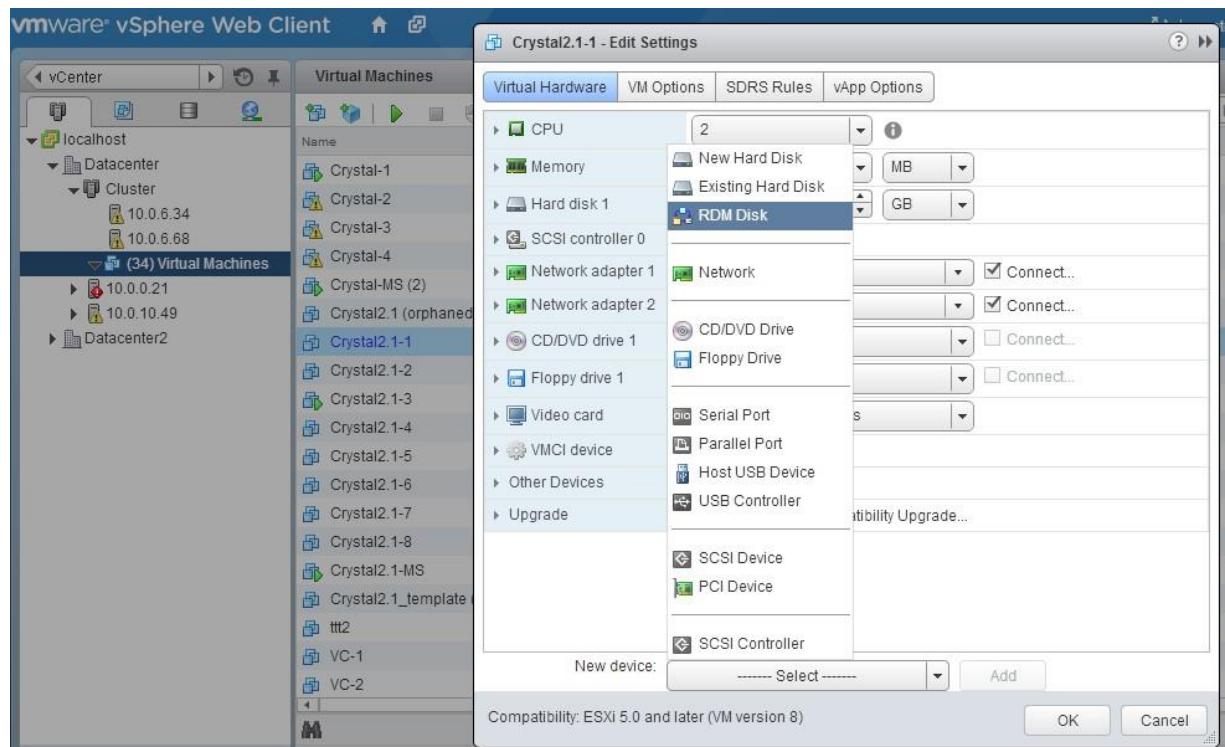 vmware® vSphere Web Client
vCenter
localhost
Datacenter
Cluster
10.0.6.34
10.0.6.68
(34) Virtual Machines
10.0.0.21
10.0.10.49
Datacenter2
Virtual Machines
Name
Crystal-1
Crystal-2
Crystal-3
Crystal-4
Crystal-MS (2)
Crystal2.1 (orphaned
Crystal2.1-1
Crystal2.1-2
Crystal2.1-3
Crystal2.1-4
Crystal2.1-5
Crystal2.1-6
Crystal2.1-7
Crystal2.1-8
Crystal2.1-MS
Crystal2.1_template (
ttt2
VC-1
VC-2
Crystal2.1-1 - Edit Settings
Virtual Hardware VM Options SDRS Rules vApp Options
CPU 2
Memory MB
Hard disk 1 GB
SCSI controller 0
Network adapter 1 Connect...
Network adapter 2 Connect...
CD/DVD drive 1 Connect...
Floppy drive 1 Connect...
Video card s
VMCI device
Other Devices
Upgrade atibility Upgrade...
New Hard Disk
Existing Hard Disk
RDM Disk
Network
CD/DVD Drive
Floppy Drive
Serial Port
Parallel Port
Host USB Device
USB Controller
SCSI Device
PCI Device
SCSI Controller
New device: ------- Select ------- Add
Compatibility: ESXi 5.0 and later (VM version 8)
OK Cancel